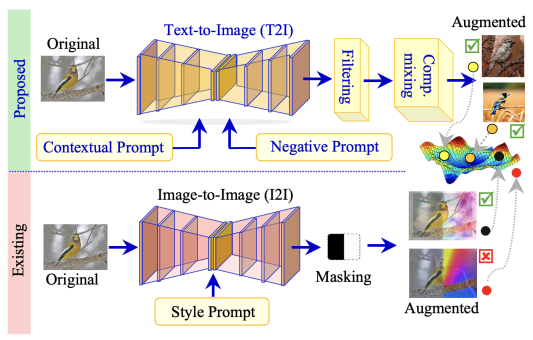 Proposed
Original
Text-to-Image (T2I)
Filtering
Comp.
mixing
Augmented
Contextual Prompt
Negative Prompt
Existing
Image-to-Image (I2I)
Original
Masking
Style Prompt
Augmented